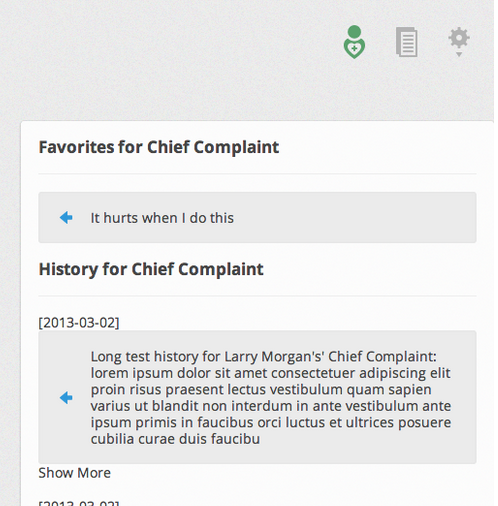 Favorites for Chief Complaint
It hurts when I do this
History for Chief Complaint
[2013-03-02]
Long test history for Larry Morgan's' Chief Complaint:
lorem ipsum dolor sit amet consectetuer adipiscing elit
proin risus praesent lectus vestibulum quam sapien
varius ut blandit non interdum in ante vestibulum ante
ipsum primis in faucibus orci luctus et ultrices posuere
cubilia curae duis faucibu
Show More
[2013-03-02]